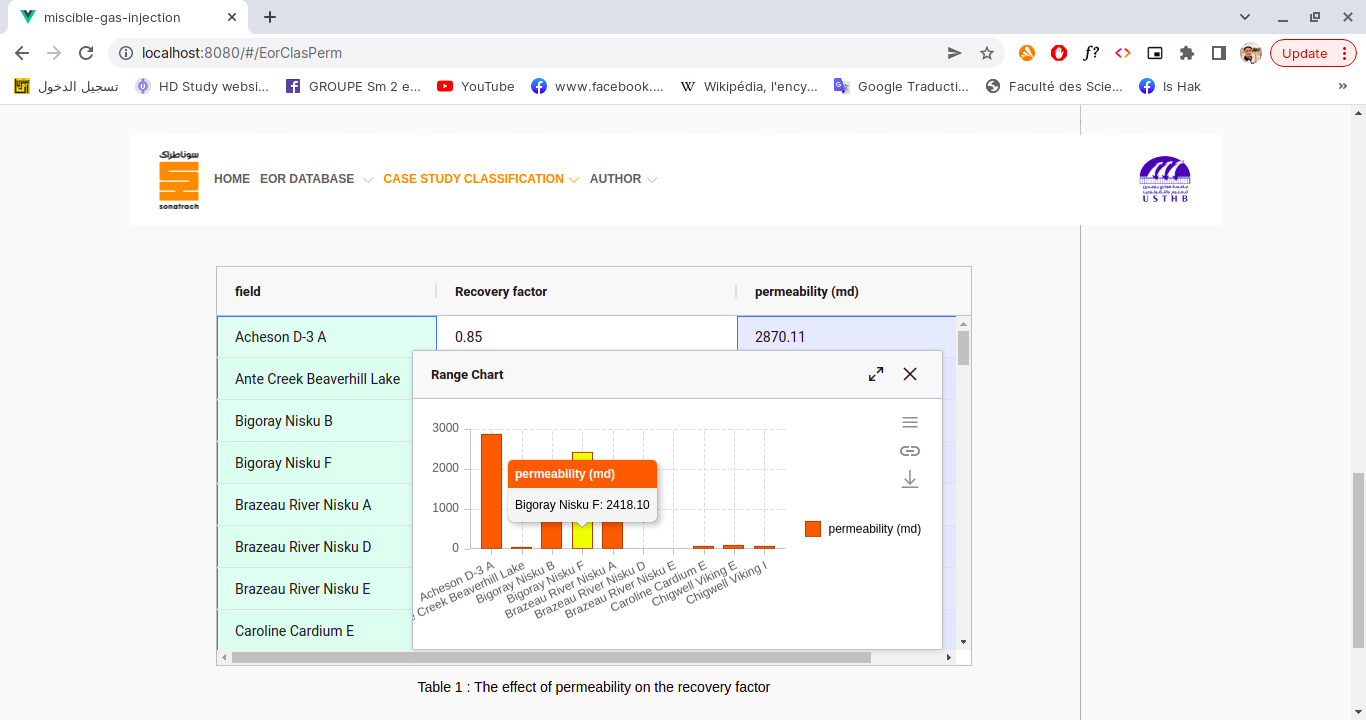 miscible-gas-injection
localhost:8080/#/EorClasPerm
f?
Update
تسجيل الدخول
HD Study websi...
GROUPE Sm 2 e...
YouTube
www.facebook....
W
Wikipédia, l'ency...
Google Traducti...
Faculté des Scie...
Is Hak
»
سوناطراك
sonatrach
HOME
EOR DATABASE
CASE STUDY CLASSIFICATION
AUTHOR
USTHB
field
Recovery factor
permeability (md)
Acheson D-3 A
0.85
2870.11
Ante Creek Beaverhill Lake
Bigoray Nisku B
Bigoray Nisku F
Brazeau River Nisku A
Brazeau River Nisku D
Brazeau River Nisku E
Caroline Cardium E
Range Chart
3000
2000
1000
0
permeability (md)
Bigoray Nisku F: 2418.10
permeability (md)
Acheson D-3 A
Creek Beaverhill Lake
Bigoray Nisku B
Bigoray Nisku F
Brazeau River Nisku A
Brazeau River Nisku D
Brazeau River Nisku E
Caroline Cardium E
Chigwell Viking E
Chigwell Viking I
Table 1 : The effect of permeability on the recovery factor